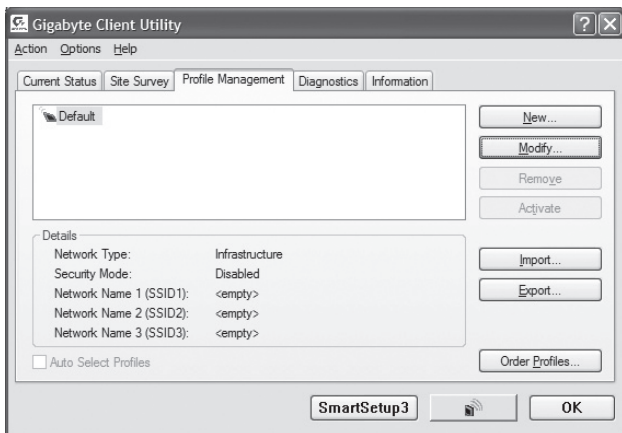 Gigabyte Client Utility
Action Options Help
Current Status Site Survey Profile Management Diagnostics Information
Default
New...
Modify...
Remove
Activate
Details
Network Type: Infrastructure
Security Mode: Disabled
Network Name 1 (SSID1): <empty>
Network Name 2 (SSID2): <empty>
Network Name 3 (SSID3): <empty>
Import...
Export...
Auto Select Profiles
Order Profiles...
SmartSetup3
OK